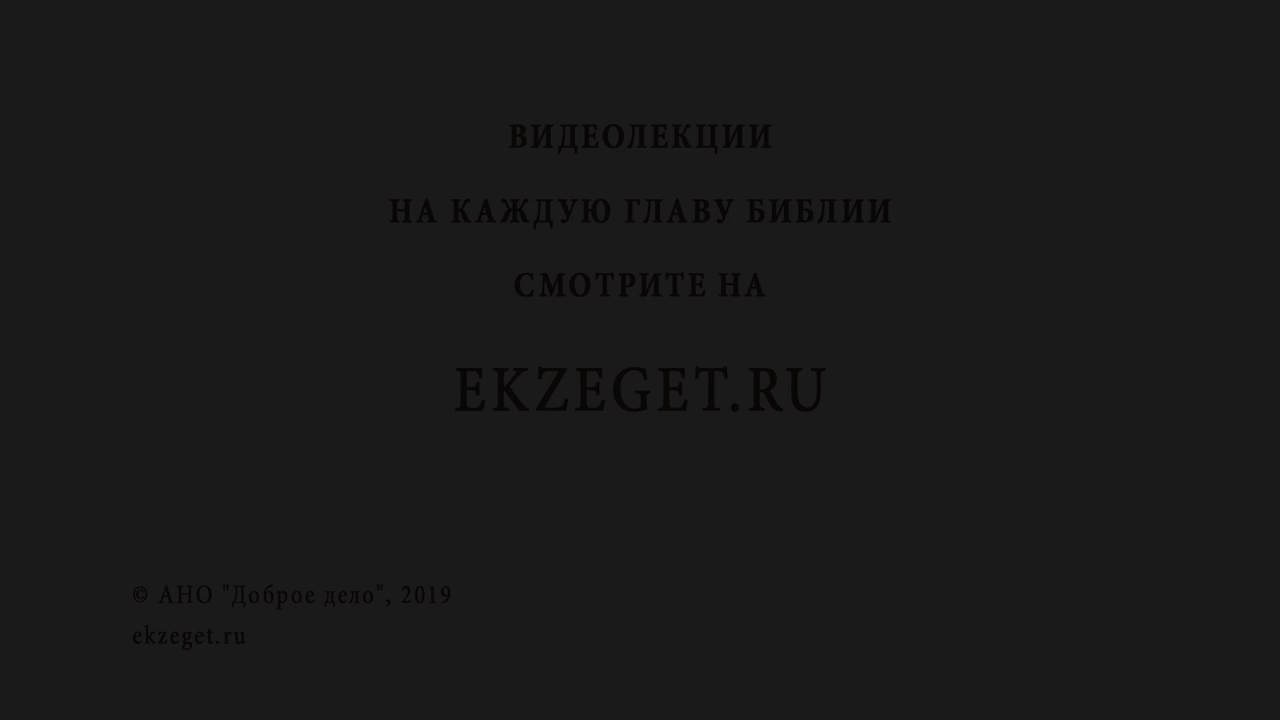 ВИДЕОЛЕКЦИИ
НА КАЖДУЮ ГЛАВУ БИБЛИИ
СМОТРИТЕ НА
EKZEGET.RU
© АНО "Доброе дело", 2019
ekzeget.ru